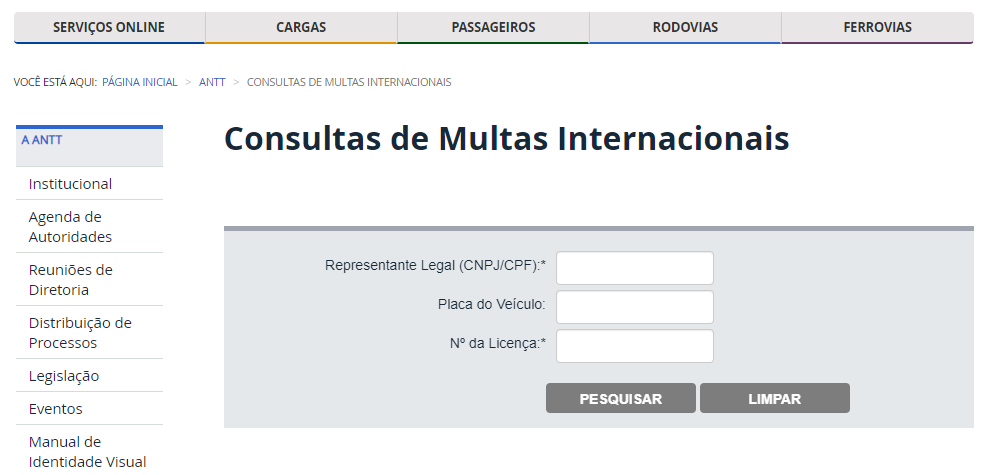 SERVIÇOS ONLINE CARGAS PASSAGEIROS RODOVIAS FERROVIAS
VOCÊ ESTÁ AQUI: PÁGINA INICIAL > ANTT > CONSULTAS DE MULTAS INTERNACIONAIS
A ANTT
Institucional
Agenda de
Autoridades
Reuniões de
Diretoria
Distribuição de
Processos
Legislação
Eventos
Manual de
Identidade Visual
Consultas de Multas Internacionais
Representante Legal (CNPJ/CPF):*
Placa do Veículo:
Nº da Licença:*
PESQUISAR LIMPAR